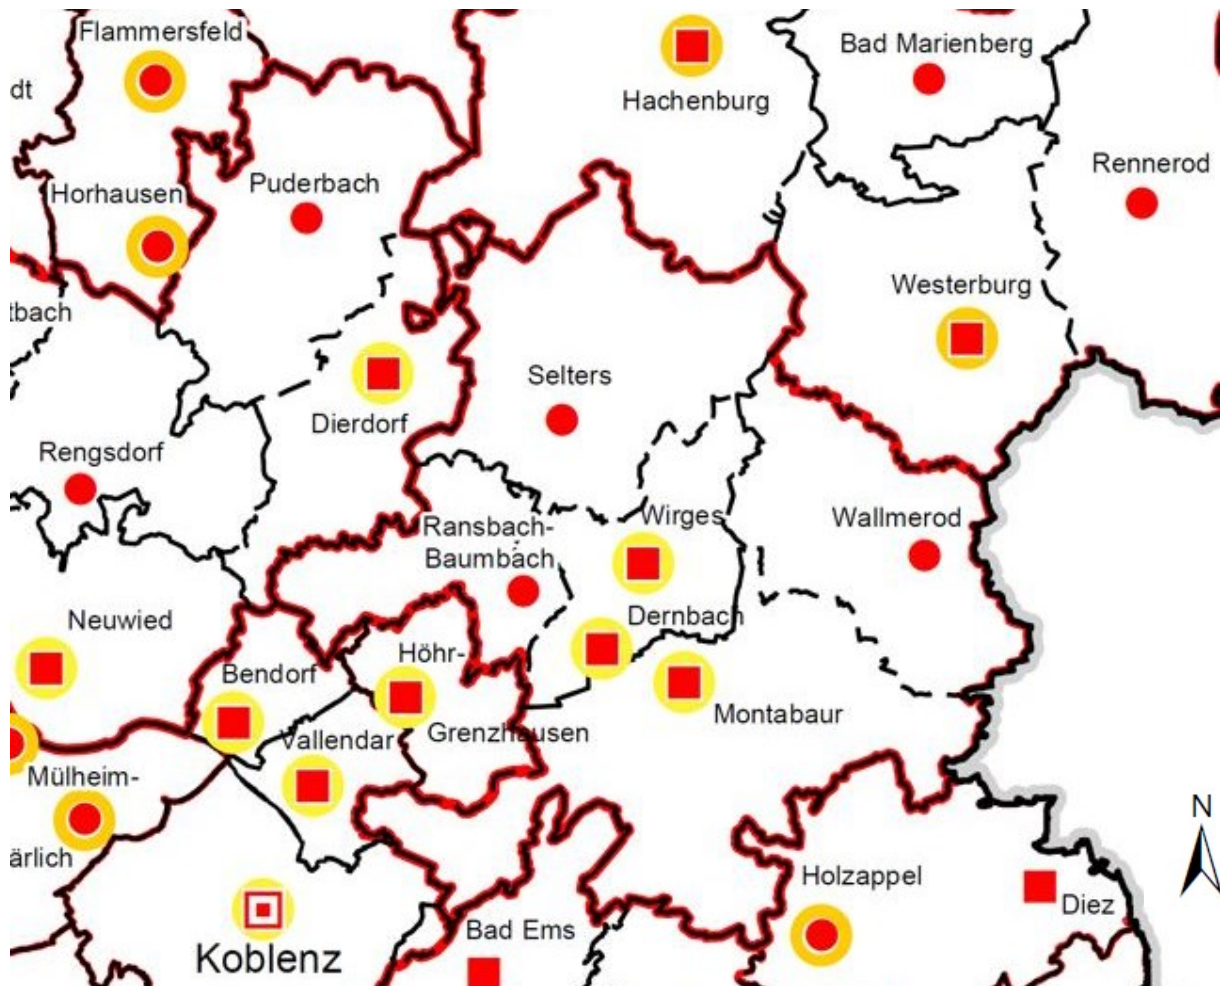 Flammersfeld
Bad Marienberg
dt
Hachenburg
Rennerod
Puderbach
Horhausen
Westerburg
tbach
Selters
Dierdorf
Rengsdorf
Wirges
Wallmerod
Ransbach-
Baumbach
Neuwied
Dernbach
Höhr-
Grenzhausen
Bendorf
Montabaur
Vallendar
Mülheim-
ärlich
N
Holzappel
Diez
Bad Ems
Koblenz